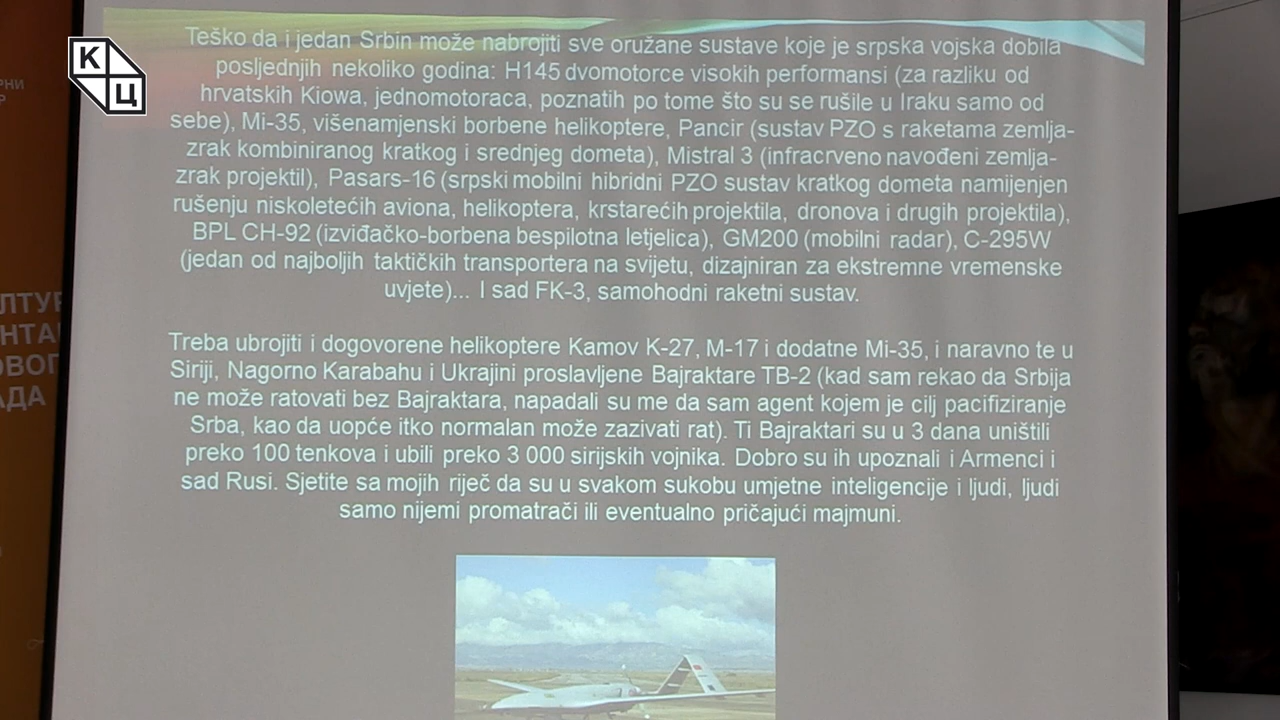 К
Ц
РНИ
Р
Teško da i jedan Srbin može nabrojiti sve oružane sustave koje je srpska vojska dobila
posljednjih nekoliko godina: H145 dvomotorce visokih performansi (za razliku od
hrvatskih Kiowa, jednomotoraca, poznatih po tome što su se rušile u Iraku samo od
sebe), Mi-35, višenamjenski borbene helikoptere, Pancir (sustav PZO s raketama zemlja-
zrak kombiniranog kratkog i srednjeg dometa), Mistral 3 (infracrveno navođeni zemlja-
zrak projektil), Pasars-16 (srpski mobilni hibridni PZO sustav kratkog dometa namijenjen
rušenju niskoletećih aviona, helikoptera, krstarećih projektila, dronova i drugih projektila),
BPL CH-92 (izviđačko-borbena bespilotna letjelica), GM200 (mobilni radar), C-295W
(jedan od najboljih taktičkih transportera na svijetu, dizajniran za ekstremne vremenske
uvjete)... I sad FK-3, samohodni raketni sustav.
Treba ubrojiti i dogovorene helikoptere Kamov K-27, M-17 i dodatne Mi-35, i naravno te u
Siriji, Nagorno Karabahu i Ukrajini proslavljene Bajraktare TB-2 (kad sam rekao da Srbija
ne može ratovati bez Bajraktara, napadali su me da sam agent kojem je cilj pacifiziranje
Srba, kao da uopće itko normalan može zazivati rat). Ti Bajraktari su u 3 dana uništili
preko 100 tenkova i ubili preko 3 000 sirijskih vojnika. Dobro su ih upoznali i Armenci i
sad Rusi. Sjetite sa mojih riječ da su u svakom sukobu umjetne inteligencije i ljudi, ljudi
samo nijemi promatrači ili eventualno pričajući majmuni.
ЛТУР
НТА
ОВОГ
АДА